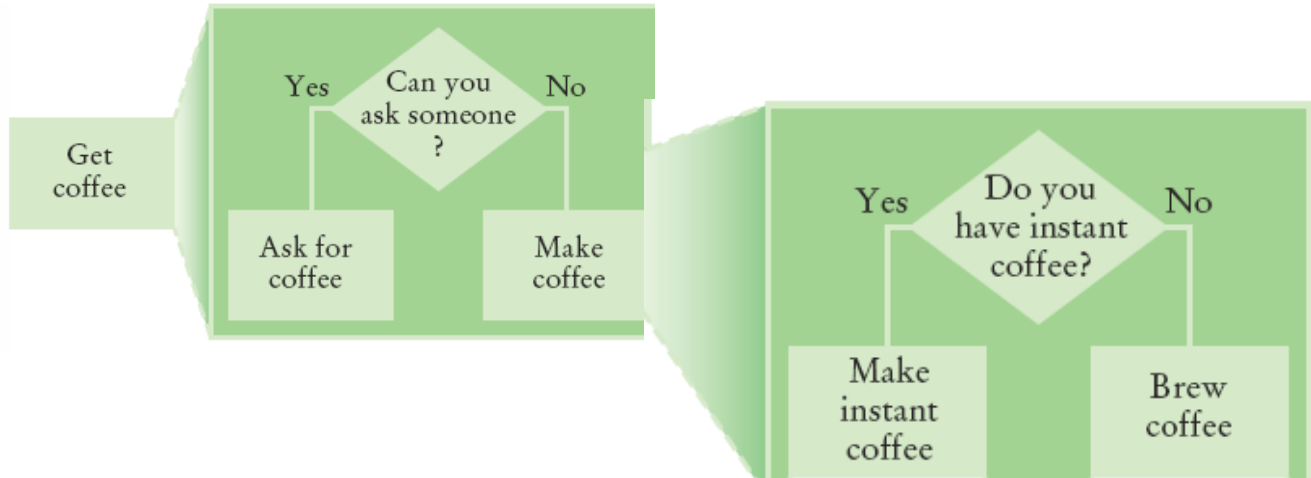 Get
coffee
Yes
Can you
ask someone
?
No
Ask for
coffee
Make
coffee
Yes
Do you
have instant
coffee?
No
Make
instant
coffee
Brew
coffee